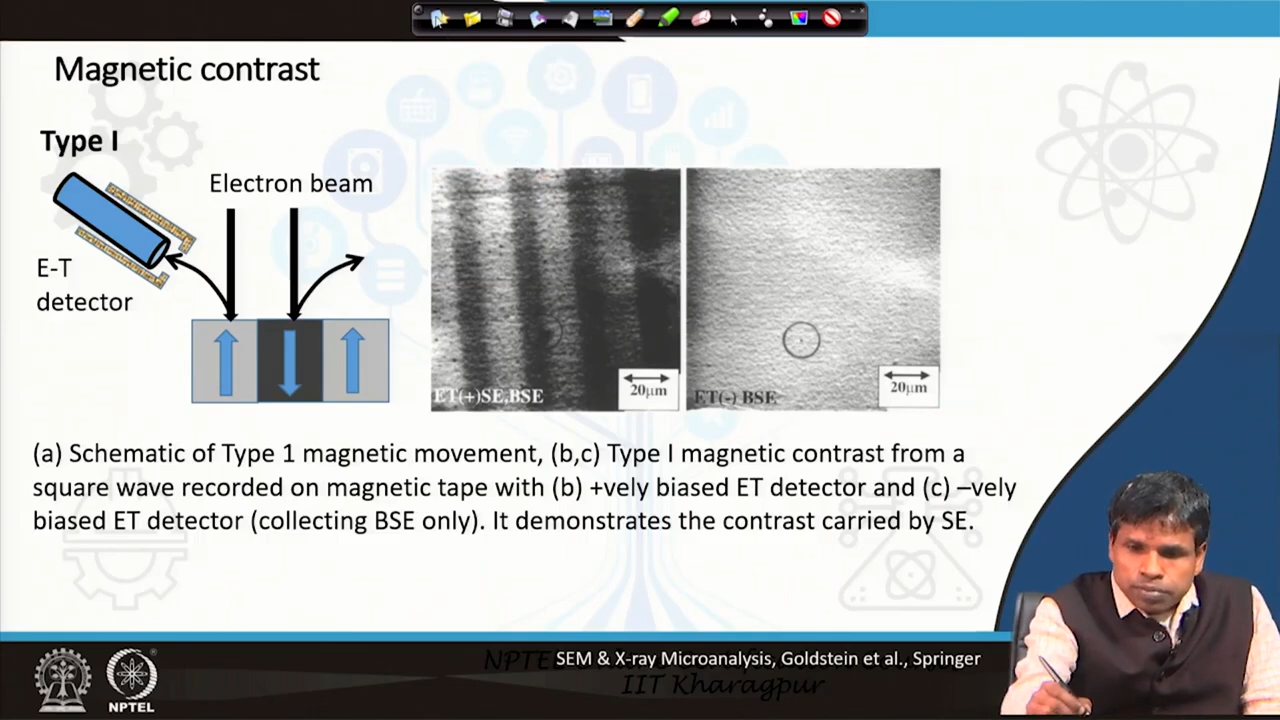 Magnetic contrast
Type I
Electron beam
E-T
detector
ET(+)SE,BSE
20μm
ET(-) BSE
20μm
(a) Schematic of Type 1 magnetic movement, (b,c) Type I magnetic contrast from a
square wave recorded on magnetic tape with (b) +vely biased ET detector and (c) –vely
biased ET detector (collecting BSE only). It demonstrates the contrast carried by SE.
SEM & X-ray Microanalysis, Goldstein et al., Springer
NPTE
IIT Kharagpur
NPTEL